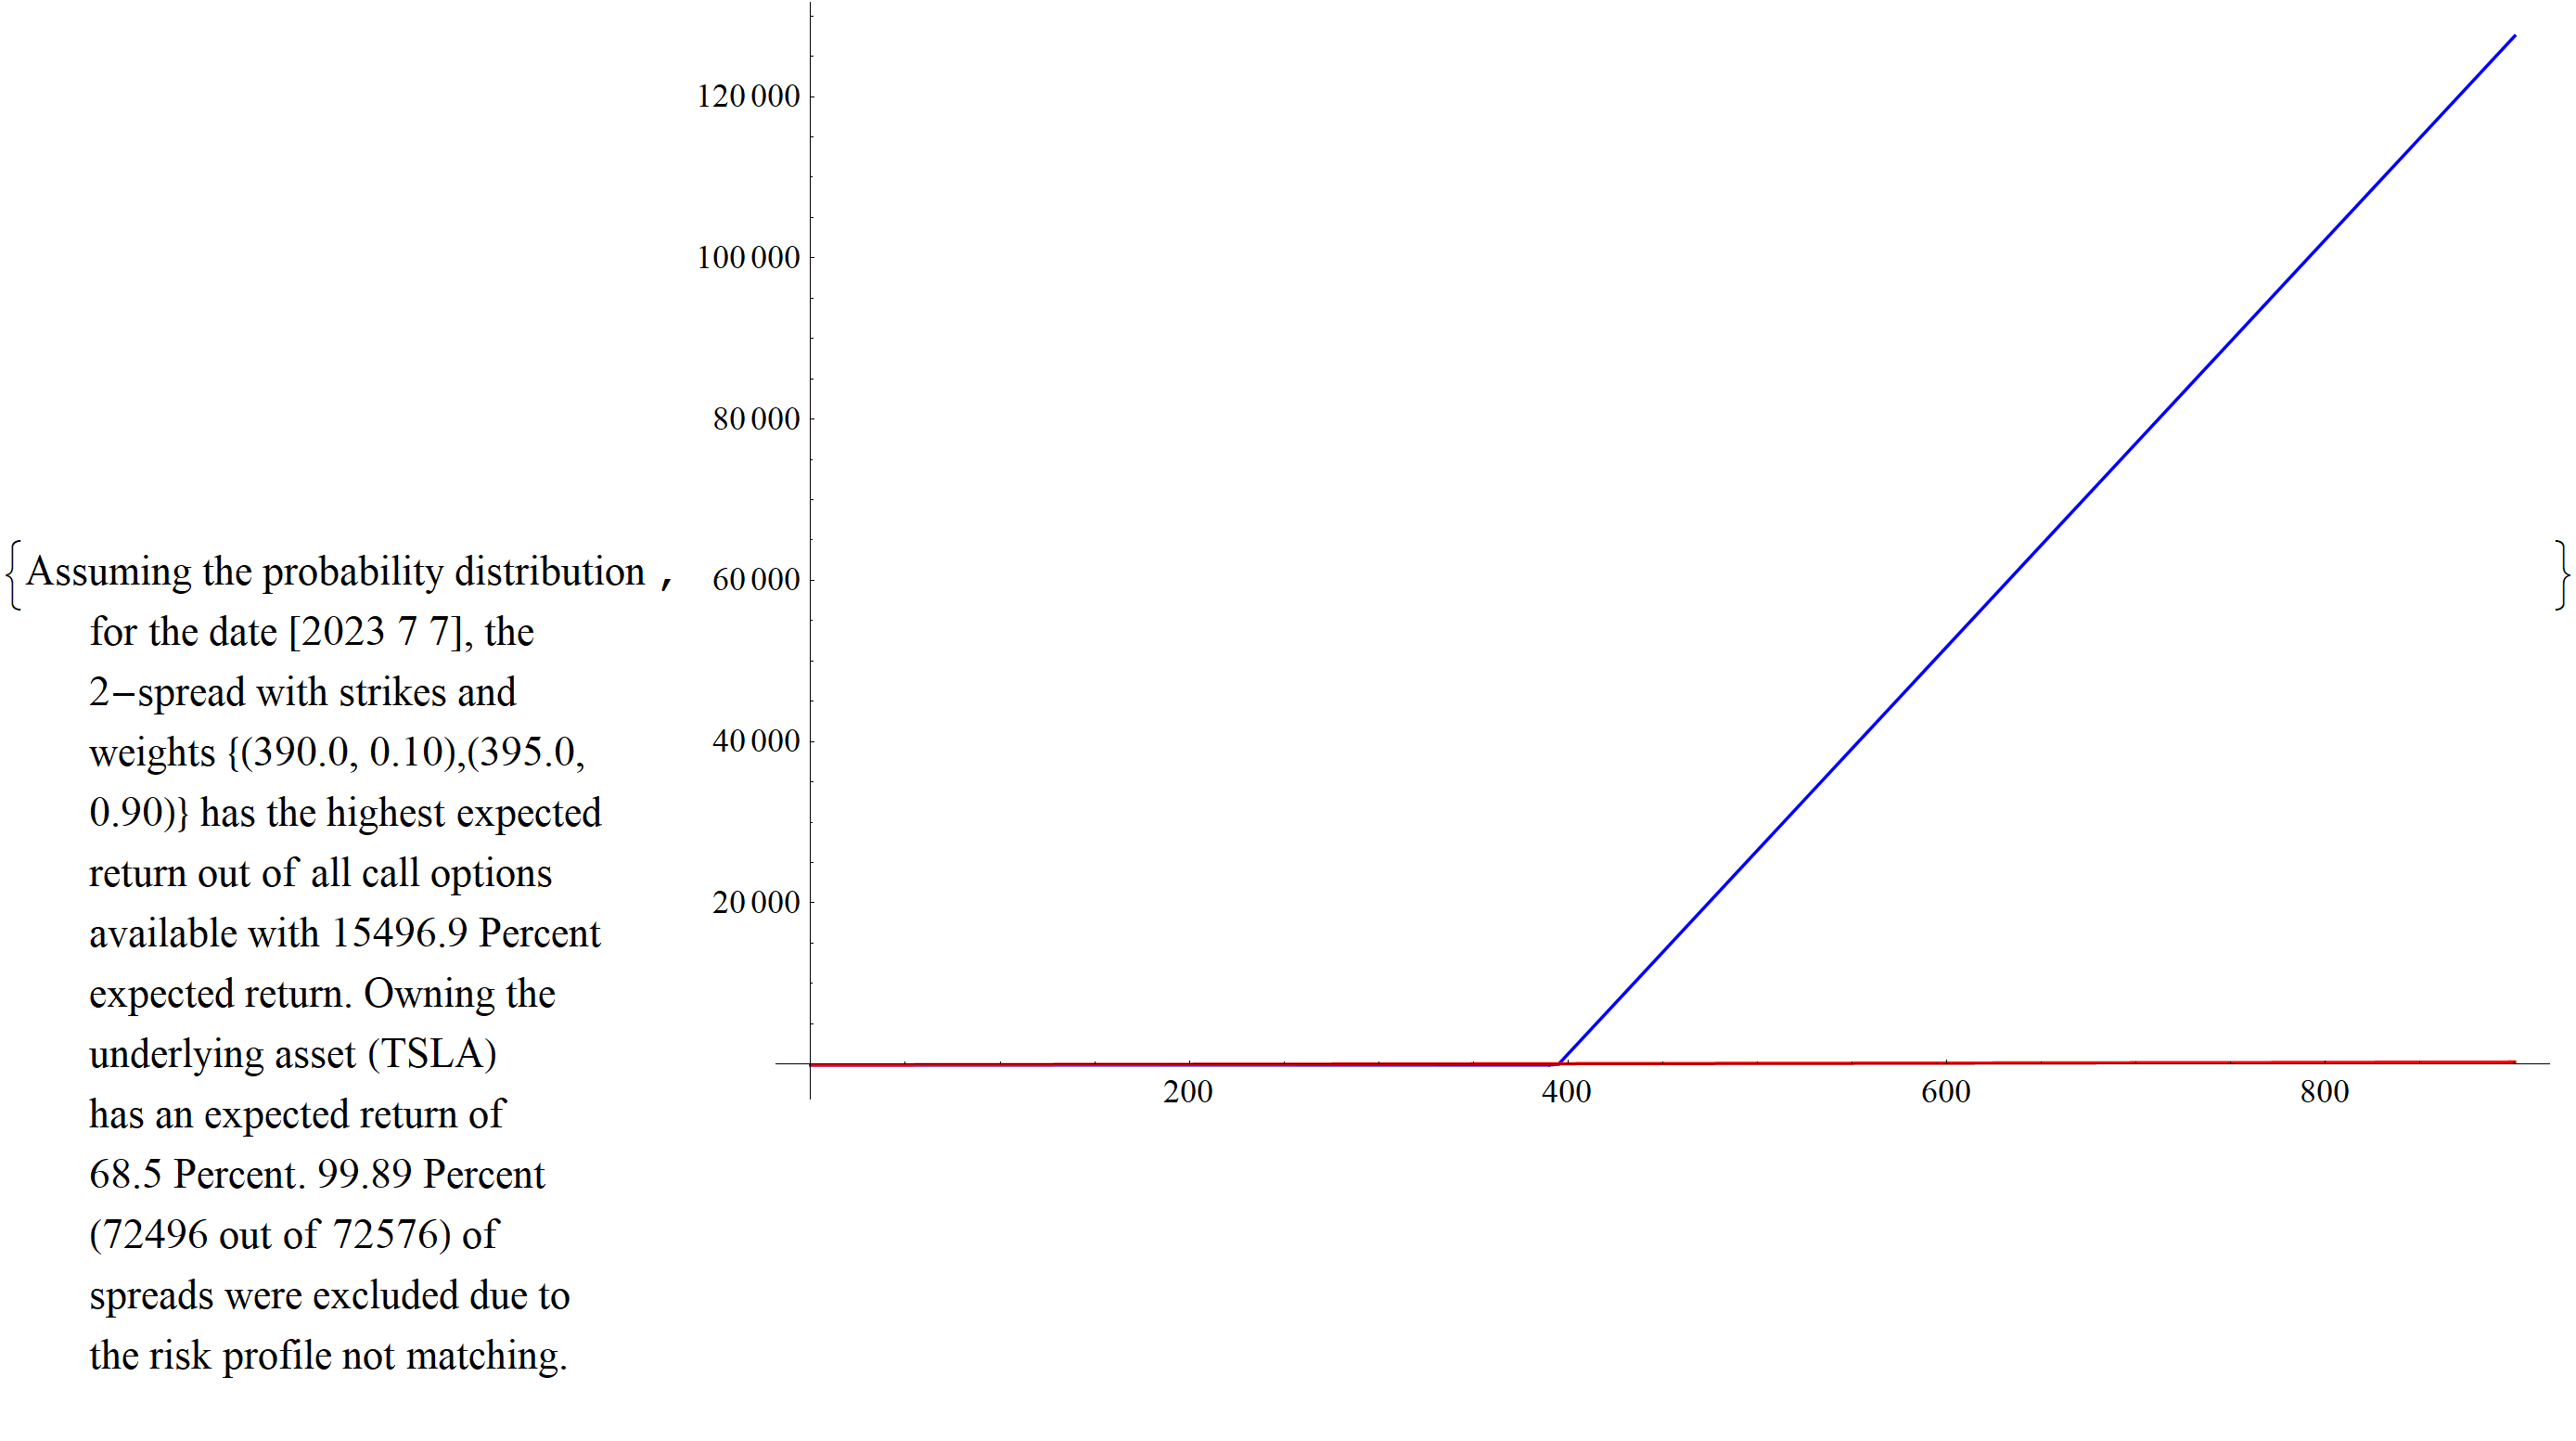 {Assuming the probability distribution ,
for the date [2023 7 7], the
2−spread with strikes and
weights {(390.0, 0.10),(395.0,
0.90)} has the highest expected
return out of all call options
available with 15496.9 Percent
expected return. Owning the
underlying asset (TSLA)
has an expected return of
68.5 Percent. 99.89 Percent
(72496 out of 72576) of
spreads were excluded due to
the risk profile not matching.
120 000
100 000
80 000
60 000
40 000
20 000
200
400
600
800
}